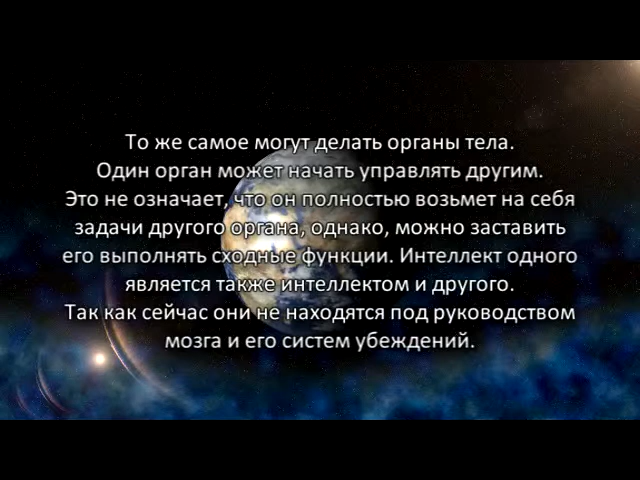 То же самое могут делать органы тела.
Один орган может начать управлять другим.
Это не означает, что он полностью возьмет на себя
задачи другого органа, однако, можно заставить
его выполнять сходные функции. Интеллект одного
является также интеллектом и другого.
Так как сейчас они не находятся под руководством
мозга и его систем убеждений.